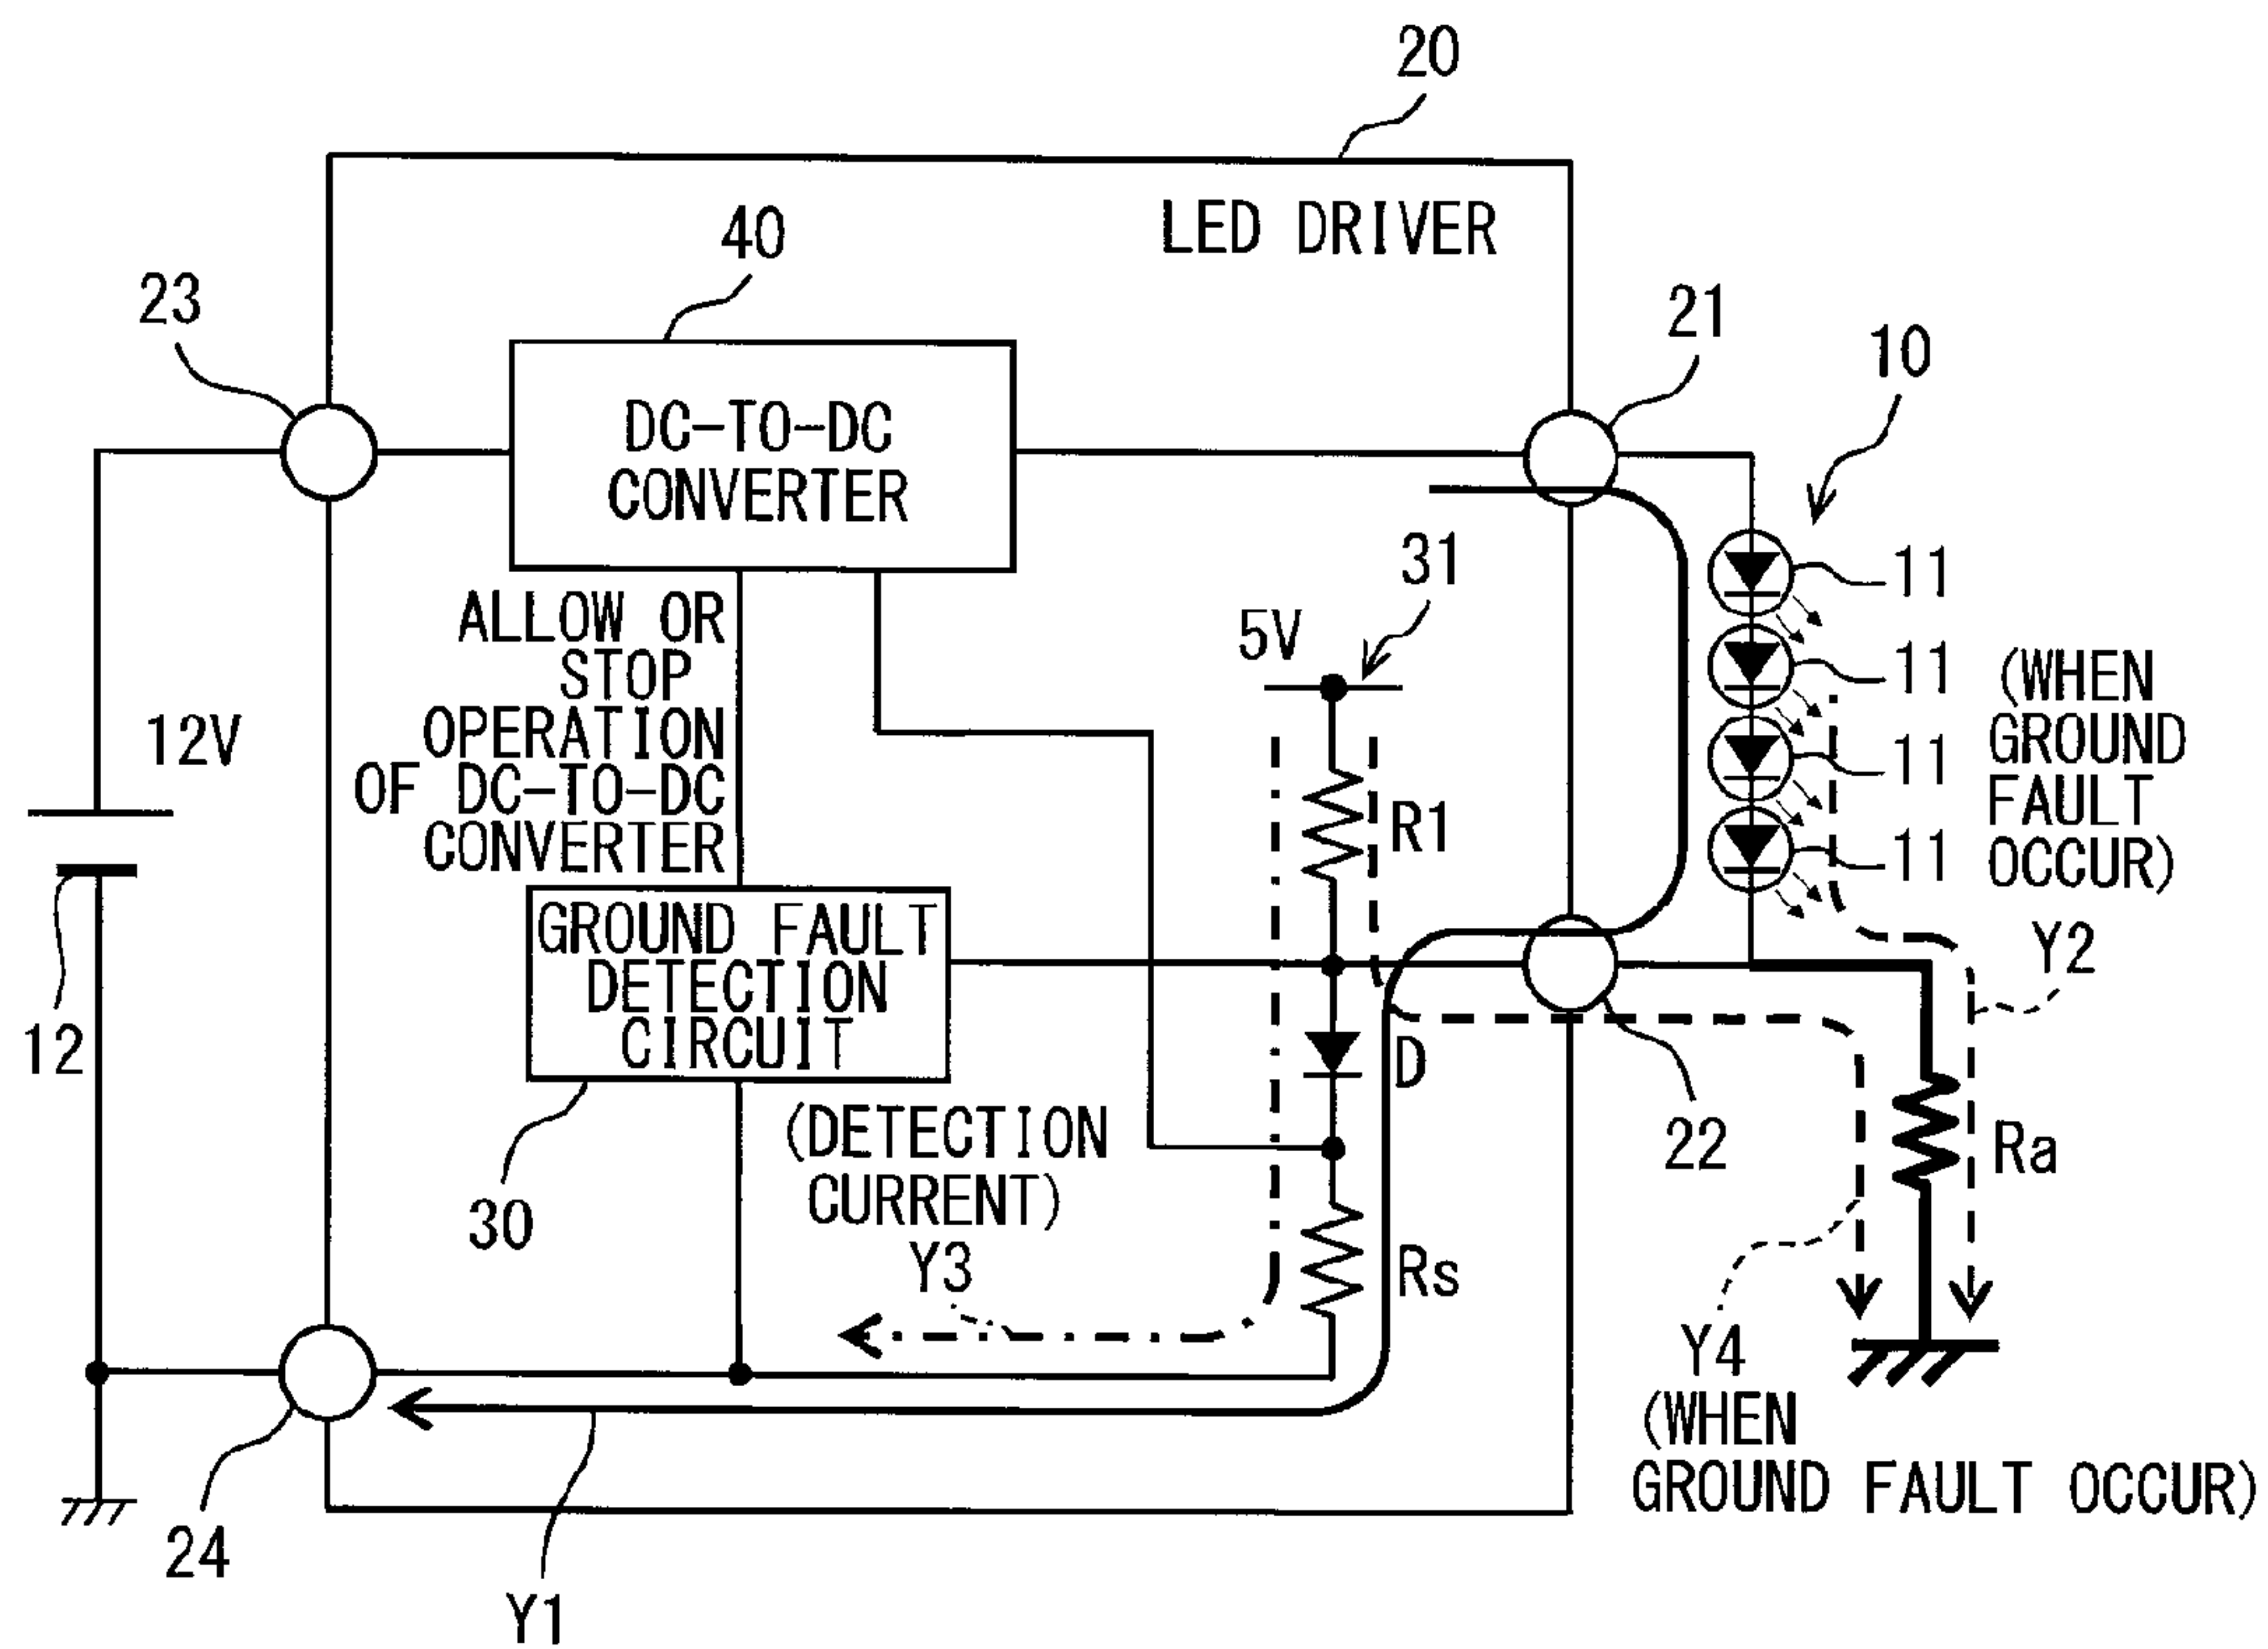 20
LED DRIVER
40
23
21
10
DC-TO-DC
CONVERTER
31
11
5V
ALLOW OR
STOP
OPERATION
OF DC-TO-DC
CONVERTER
11
(WHEN
GROUND
FAULT
OCCUR)
12V
11
R1
11
GROUND FAULT
DETECTION
CIRCUIT
Y2
12
D
(DETECTION
CURRENT)
22
Ra
30
Y3
Rs
Y4
(WHEN
GROUND FAULT OCCUR)
24
Y1